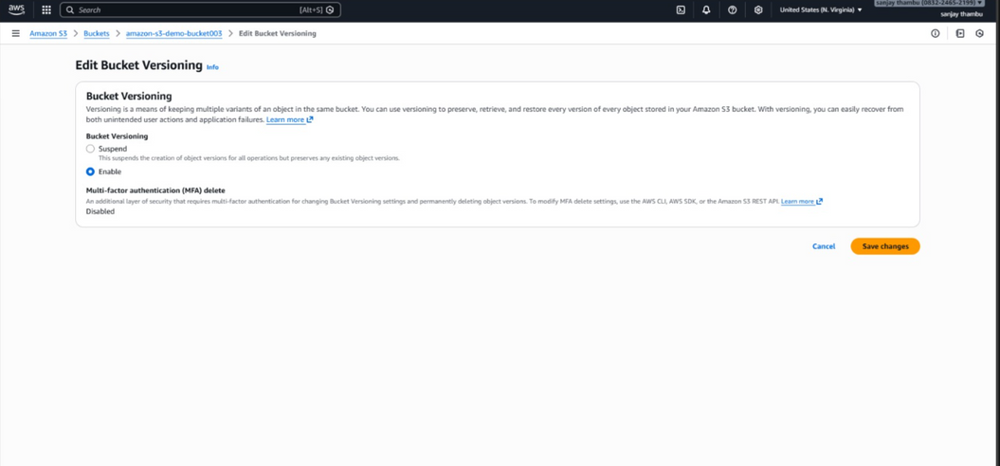 aws
Search [Alt+S]
United States (N. Virginia)
sanjay thambu (0832-2465-2199)
sanjay thambu
Amazon S3 > Buckets > amazon-s3-demo-bucket003 > Edit Bucket Versioning
Edit Bucket Versioning Info
Bucket Versioning
Versioning is a means of keeping multiple variants of an object in the same bucket. You can use versioning to preserve, retrieve, and restore every version of every object stored in your Amazon S3 bucket. With versioning, you can easily recover from
both unintended user actions and application failures. Learn more
Bucket Versioning
Suspend
This suspends the creation of object versions for all operations but preserves any existing object versions.
Enable
Multi-factor authentication (MFA) delete
An additional layer of security that requires multi-factor authentication for changing Bucket Versioning settings and permanently deleting object versions. To modify MFA delete settings, use the AWS CLI, AWS SDK, or the Amazon S3 REST API. Learn more
Disabled
Cancel
Save changes